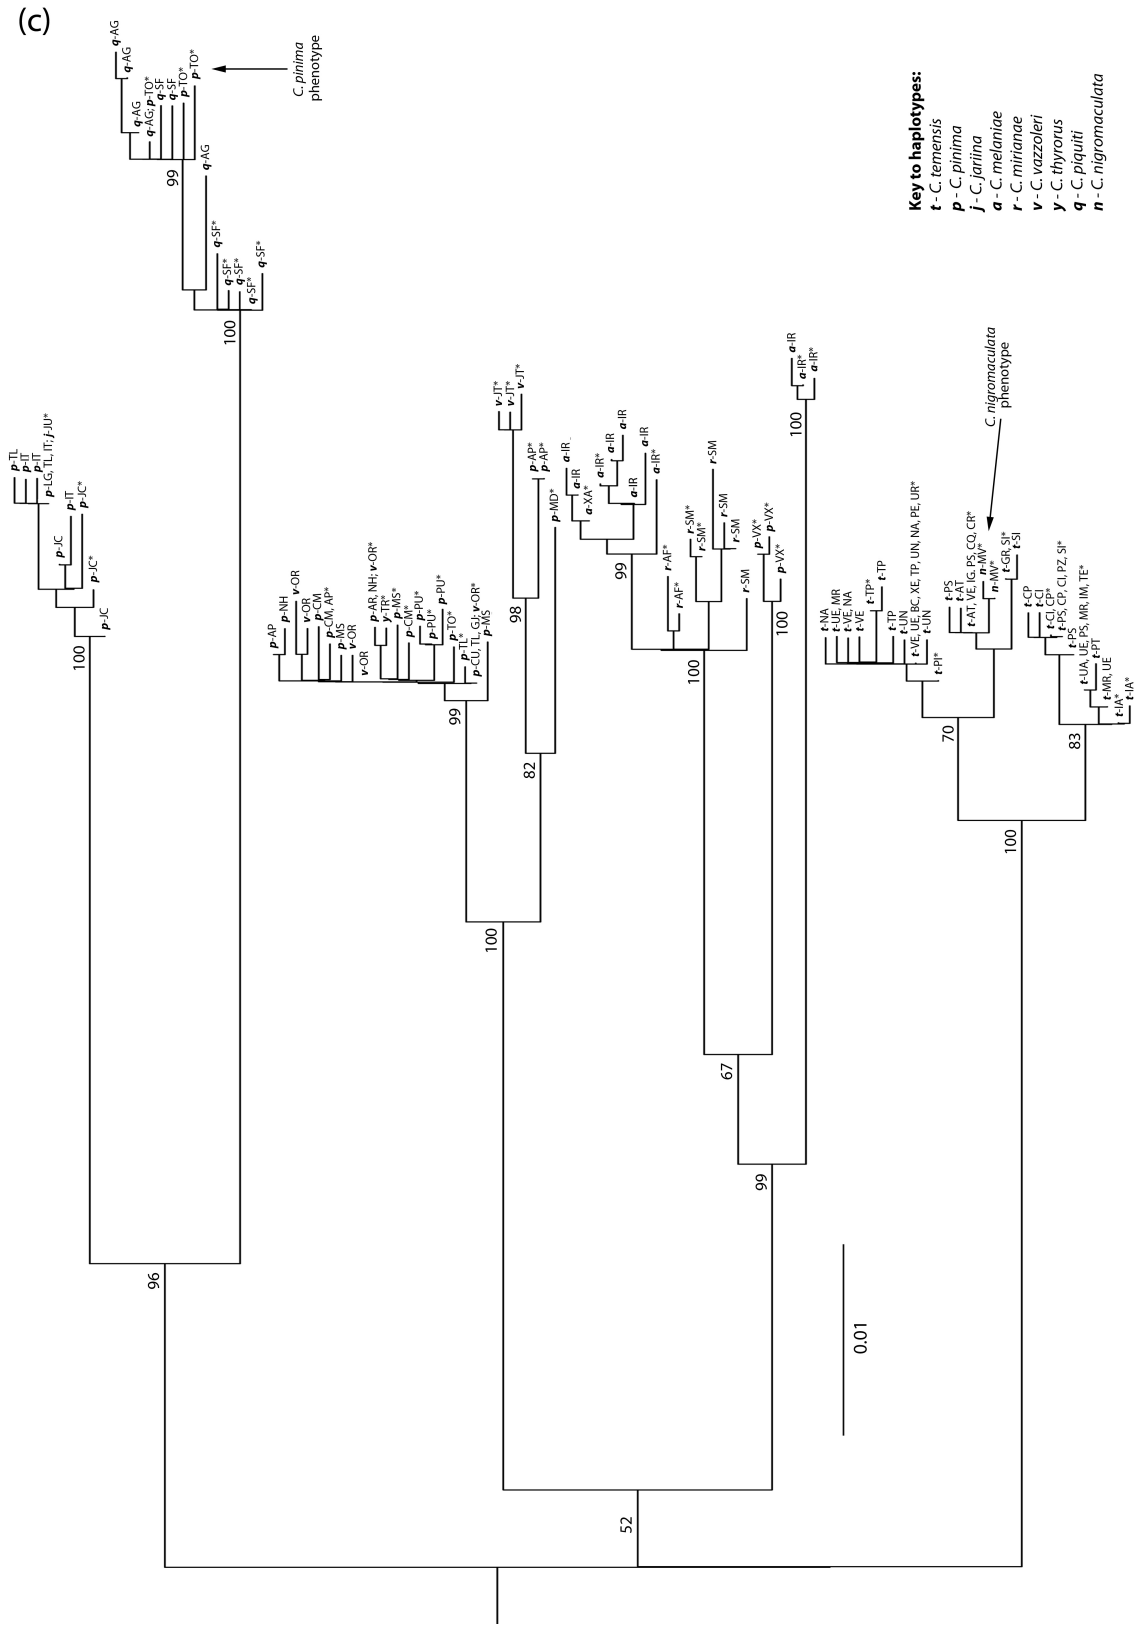 (c)
q-AG
q-AG
q-AG
q-AG; p-TO*
q-SF
q-SF
p-TO*
p-TO*
C. pinima
phenotype
99
q-AG
q-SF*
q-SF*
q-SF*
q-SF*
q-SF*
100
p-TL
p-IT
p-IT
p-LG, TL, IT; j-JU*
p-IT
p-JC*
p-JC
p-JC*
p-JC
100
96
p-AP
p-NH
v-OR
v-OR
p-CM
p-CM, AP*
p-MS
v-OR
v-OR
p-AR, NH; v-OR*
y-TR*
p-MS*
p-CM*
p-PU*
p-PU*
p-PU*
p-TO*
p-TL*
p-CU, TL, GJ; v-OR*
p-MS
99
v-JT*
v-JT*
v-JT*
98
p-AP*
p-AP*
p-MD*
82
100
a-IR
a-IR
a-XA*
a-IR*
a-IR
a-IR
a-IR
a-IR
a-IR*
99
r-AF*
r-AF*
r-SM*
r-SM*
r-SM
r-SM
r-SM
r-SM
100
p-VX*
p-VX*
p-VX*
100
67
a-IR
a-IR*
a-IR*
100
99
52
t-NA
t-UE, MR
t-VE, NA
t-VE
t-TP*
t-TP
t-TP
t-UN
t-VE, UE, BC, XE, TP, UN, NA, PE, UR*
t-UN
t-PI*
70
t-PS
t-AT
t-AT, VE, IG, PS, CQ, CR*
n-MV*
n-MV*
t-GR, SI*
t-SI
C. nigromaculata
phenotype
t-CP
t-CI
t-CI, CP*
t-PS, CP, CI, PZ, SI*
t-PS
t-UA, UE, PS, MR, IM, TE*
t-PT
t-MR, UE
t-IA*
t-IA*
83
100
0.01
Key to haplotypes:
t - C. temensis
p - C. pinima
j - C. jariina
a - C. melaniae
r - C. mirianae
v - C. vazzoleri
y - C. thyrorus
q - C. piquiti
n - C. nigromaculata